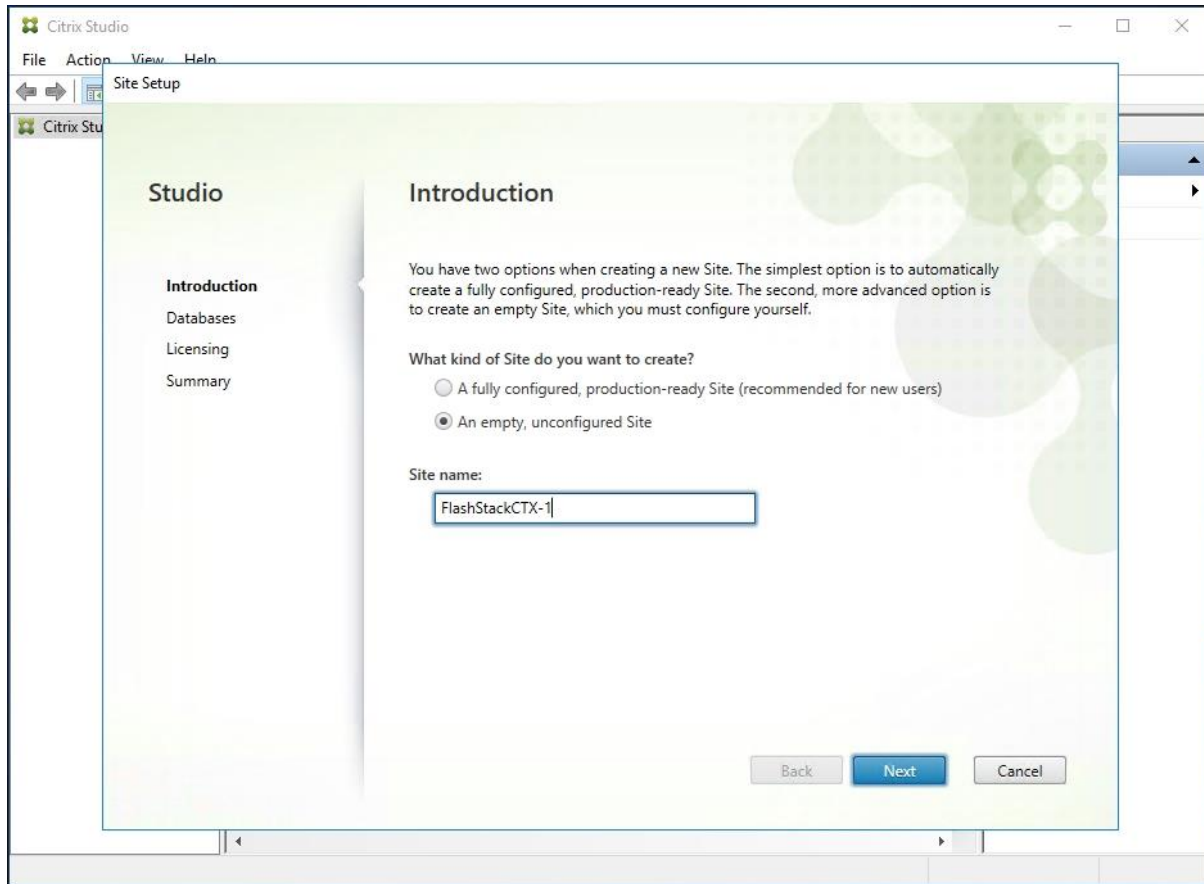 Citrix Studio
File Action View Help
Site Setup
Citrix Stu
Studio
Introduction
Databases
Licensing
Summary
Introduction
You have two options when creating a new Site. The simplest option is to automatically
create a fully configured, production-ready Site. The second, more advanced option is
to create an empty Site, which you must configure yourself.
What kind of Site do you want to create?
A fully configured, production-ready Site (recommended for new users)
An empty, unconfigured Site
Site name:
FlashStackCTX-1
Back Next Cancel